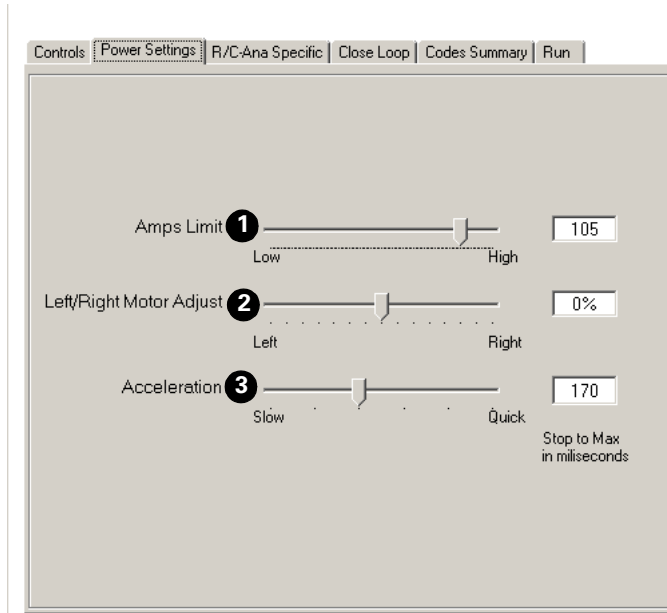 Controls Power Settings R/C-Ana Specific Close Loop Codes Summary Run
Amps Limit 1 105
Low High
Left/Right Motor Adjust 2 0%
Left Right
Acceleration 3 170
Slow Quick
Stop to Max
in miliseconds